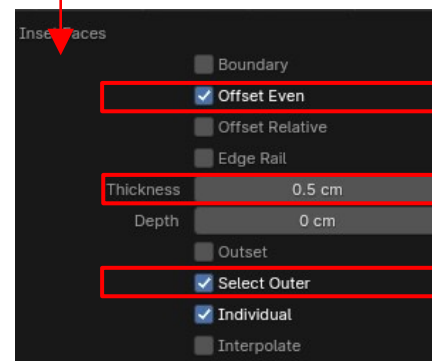 Inset Faces
Boundary
Offset Even
Offset Relative
Edge Rail
Thickness 0.5 cm
Depth 0 cm
Outset
Select Outer
Individual
Interpolate